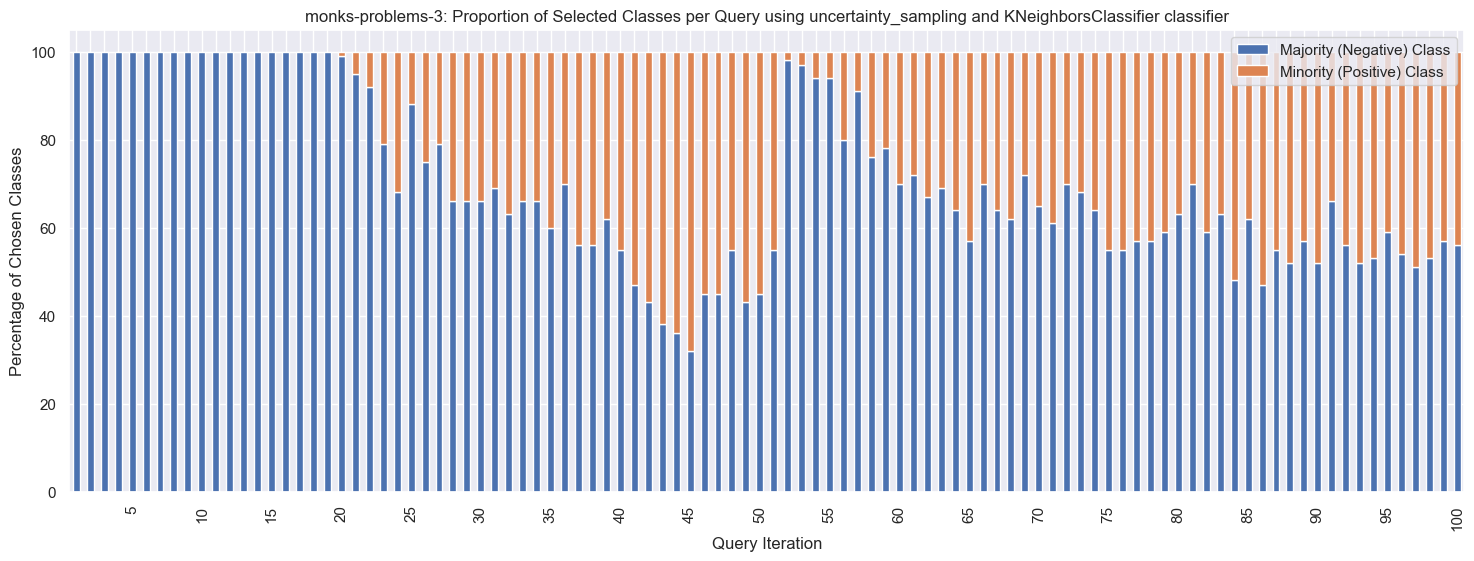 monks-problems-3: Proportion of Selected Classes per Query using uncertainty_sampling and KNeighborsClassifier classifier
Majority (Negative) Class
Minority (Positive) Class
Percentage of Chosen Classes
100
80
60
40
20
0
5 10 15 20 25 30 35 40 45 50 55 60 65 70 75 80 85 90 95 100
Query Iteration